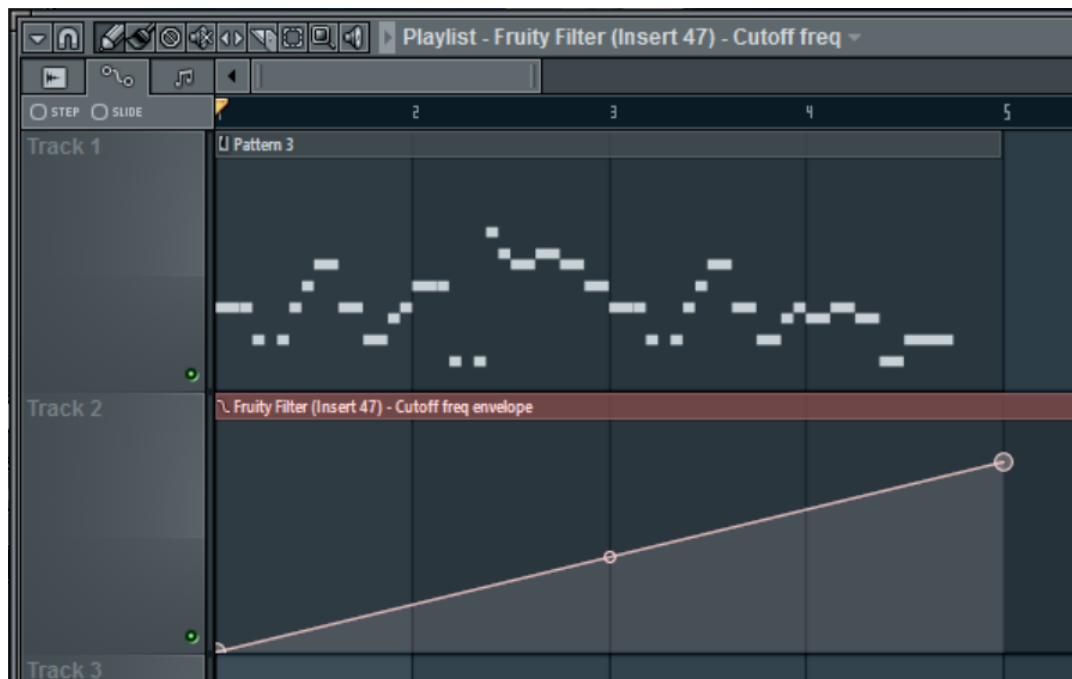 Playlist - Fruity Filter (Insert 47) - Cutoff freq
STEP SLIDE
2 3 4 5
Track 1
Pattern 3
Track 2
Fruity Filter (Insert 47) - Cutoff freq envelope
Track 3